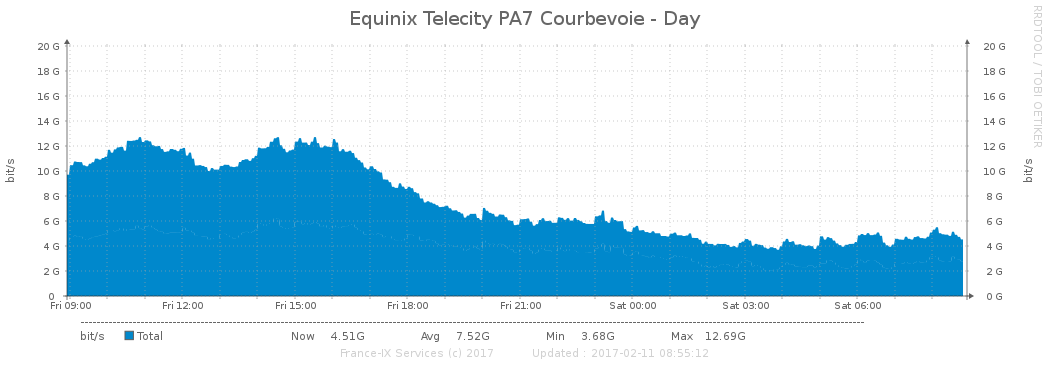 Equinix Telecity PA7 Courbevoie - Day
RRDTOOL / TOBI OETIKER
bit/s
20 G
18 G
16 G
14 G
12 G
10 G
8 G
6 G
4 G
2 G
0
20 G
18 G
16 G
14 G
12 G
10 G
8 G
6 G
4 G
2 G
0 G
bit/s
Fri 09:00 Fri 12:00 Fri 15:00 Fri 18:00 Fri 21:00 Sat 00:00 Sat 03:00 Sat 06:00
bit/s Total Now 4.51G Avg 7.52G Min 3.68G Max 12.69G
France-IX Services (c) 2017 Updated : 2017-02-11 08:55:12